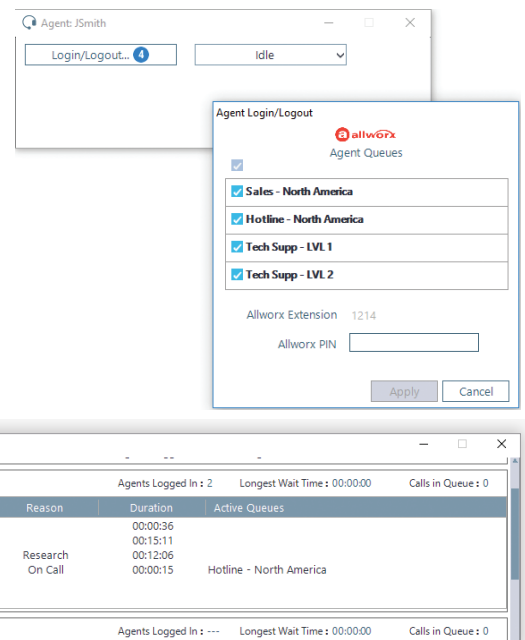 Agent: JSmith
Login/Logout... 4 Idle
Agent Login/Logout
allworx
Agent Queues
Sales - North America
Hotline - North America
Tech Supp - LVL 1
Tech Supp - LVL 2
Allworx Extension 1214
Allworx PIN
Apply Cancel
Agents Logged In : 2 Longest Wait Time : 00:00:00 Calls in Queue : 0
Reason Duration Active Queues
00:00:36
00:15:11
Research 00:12:06
On Call 00:00:15 Hotline - North America
Agents Logged In : --- Longest Wait Time : 00:00:00 Calls in Queue : 0